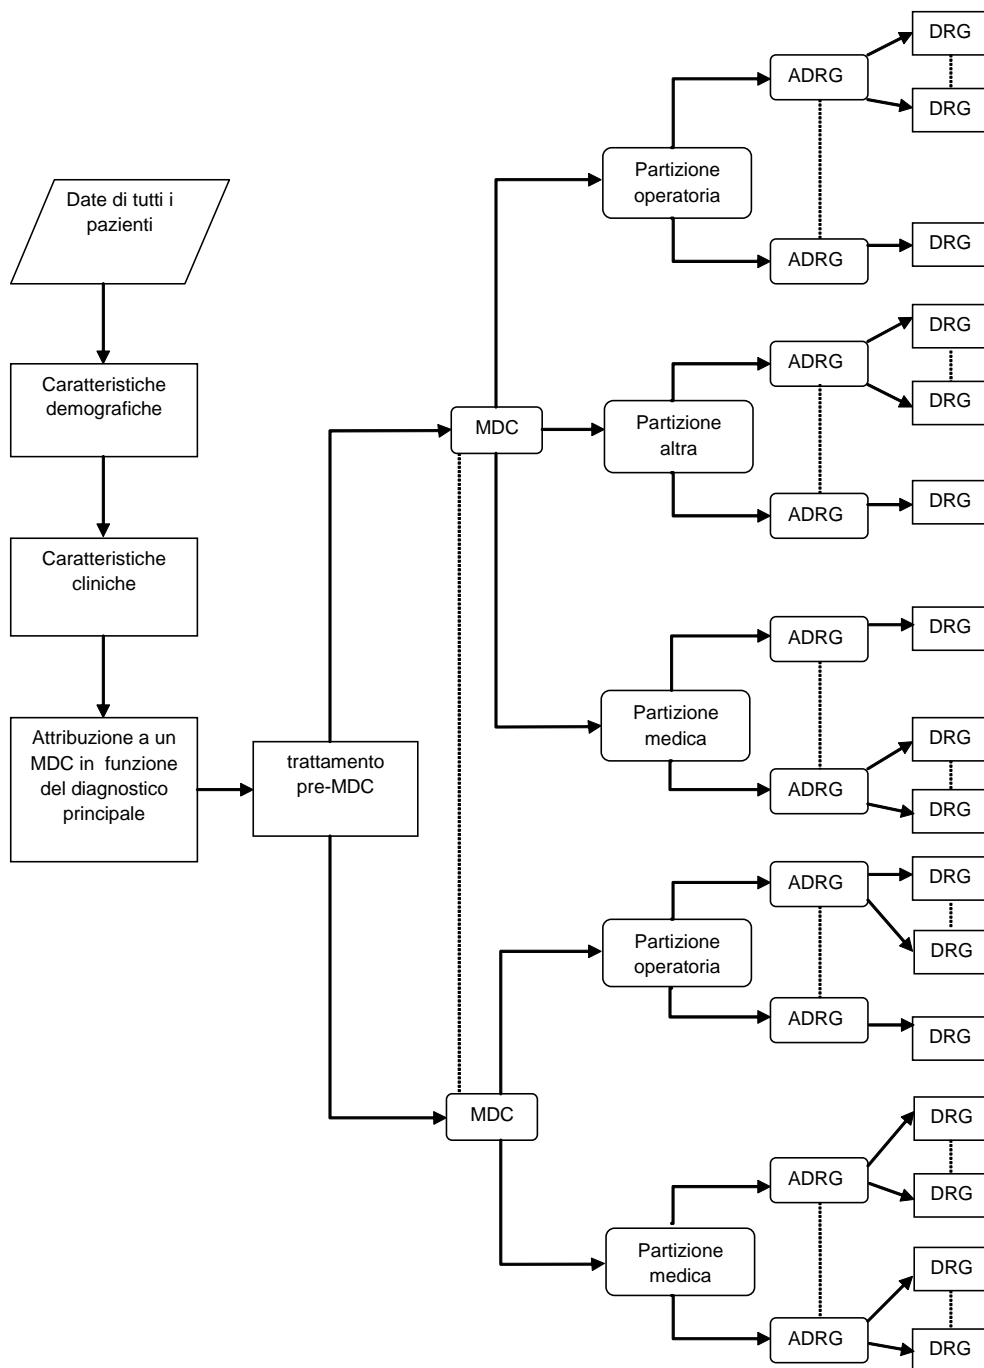 Date di tutti i
pazienti
Caratteristiche
demografiche
Caratteristiche
cliniche
Attribuzione a un
MDC in funzione
del diagnostico
principale
trattamento
pre-MDC
MDC
Partizione
operatoria
ADRG
DRG
DRG
ADRG
DRG
Partizione
altra
ADRG
DRG
DRG
ADRG
DRG
Partizione
medica
ADRG
DRG
ADRG
DRG
DRG
MDC
Partizione
operatoria
ADRG
DRG
DRG
ADRG
DRG
Partizione
medica
ADRG
DRG
DRG
ADRG
DRG
DRG